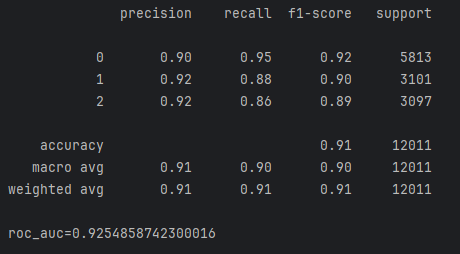 precision recall f1-score support
0 0.90 0.95 0.92 5813
1 0.92 0.88 0.90 3101
2 0.92 0.86 0.89 3097
accuracy 0.91 12011
macro avg 0.91 0.90 0.90 12011
weighted avg 0.91 0.91 0.91 12011
roc_auc=0.9254858742300016